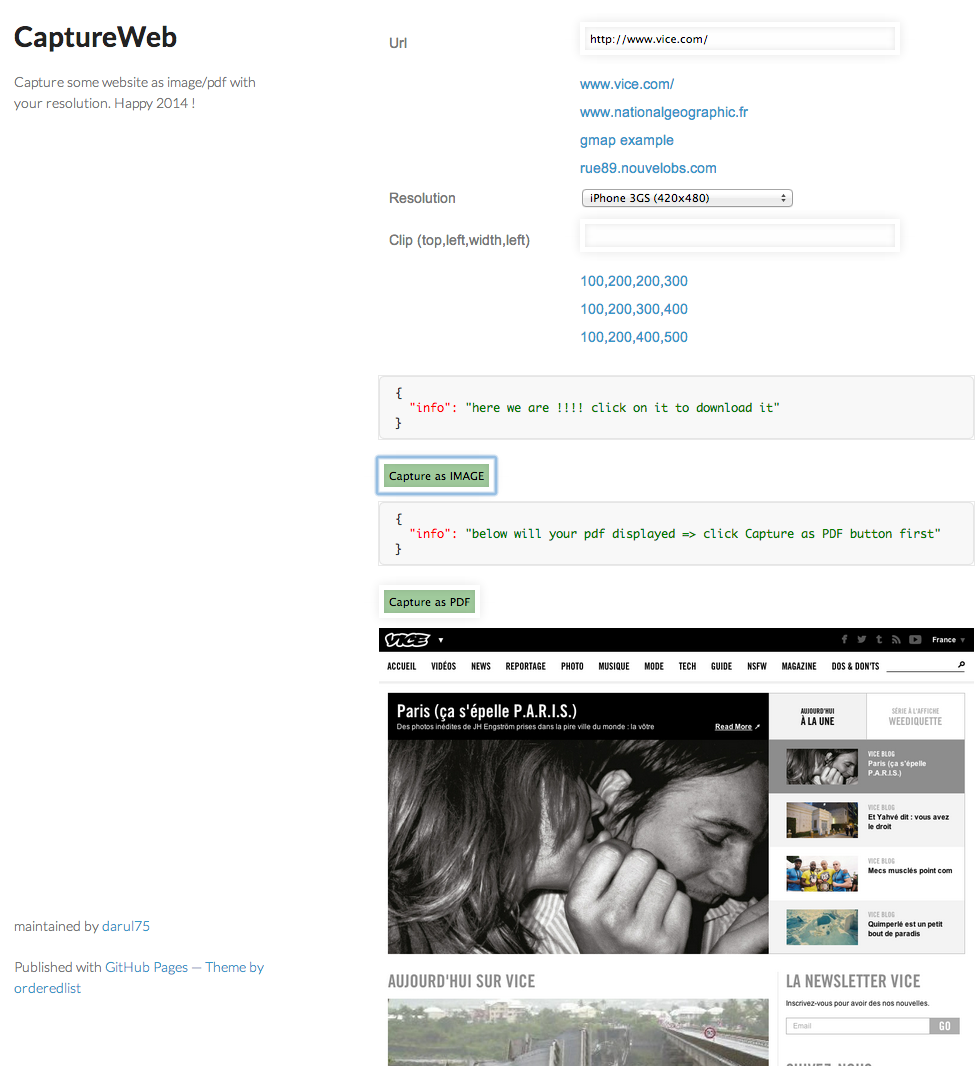 CaptureWeb
Capture some website as image/pdf with
your resolution. Happy 2014 !
Url
http://www.vice.com/
www.vice.com/
www.nationalgeographic.fr
gmap example
rue89.nouvelobs.com
Resolution
iPhone 3GS (420x480)
Clip (top,left,width,left)
100,200,200,300
100,200,300,400
100,200,400,500
{
"info": "here we are !!!! click on it to download it"
}
Capture as IMAGE
{
"info": "below will your pdf displayed => click Capture as PDF button first"
}
Capture as PDF
VICE
France
ACCUEIL VIDÉOS NEWS REPORTAGE PHOTO MUSIQUE MODE TECH GUIDE NSFW MAGAZINE DOS & DON'TS
Paris (ça s'épelle P.A.R.I.S.)
Des photos inédites de JH Engström prises dans la pire ville du monde : la vôtre
Read More
AUJOURD'HUI
À LA UNE
SÉRIE À L'AFFICHE
WEEDIQUETTE
VICE BLOG
Paris (ça s'épelle
P.A.R.I.S.)
VICE BLOG
Et Yahvé dit : vous avez
le droit
VICE BLOG
Mecs musclés point com
VICE BLOG
Quimperlé est un petit
bout de paradis
AUJOURD'HUI SUR VICE
LA NEWSLETTER VICE
Inscrivez-vous pour avoir des nos nouvelles.
Email
GO
maintained by darul75
Published with GitHub Pages — Theme by
orderedlist